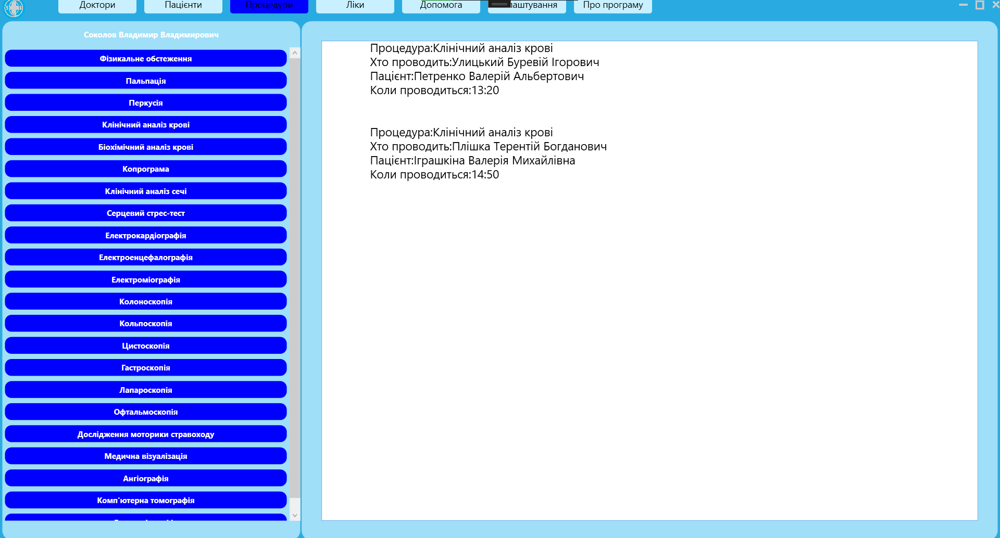 Доктори
Пацієнти
Процедури
Ліки
Допомога
Про програму
Соколов Владимир Владимирович
Фізикальне обстеження
Пальпація
Перкусія
Клінічний аналіз крові
Біохімічний аналіз крові
Копрограма
Клінічний аналіз сечі
Серцевий стрес-тест
Електрокардіографія
Електроенцефалографія
Електроміографія
Колоноскопія
Кольпоскопія
Цистоскопія
Гастроскопія
Лапароскопія
Офтальмоскопія
Дослідження моторики стравоходу
Медична візуалізація
Ангіографія
Комп'ютерна томографія
Процедура:Клінічний аналіз крові
Хто проводить:Улицький Буревій Ігорович
Пацієнт:Петренко Валерій Альбертович
Коли проводиться:13:20
Процедура:Клінічний аналіз крові
Хто проводить:Плішка Терентій Богданович
Пацієнт:Іграшкіна Валерія Михайлівна
Коли проводиться:14:50